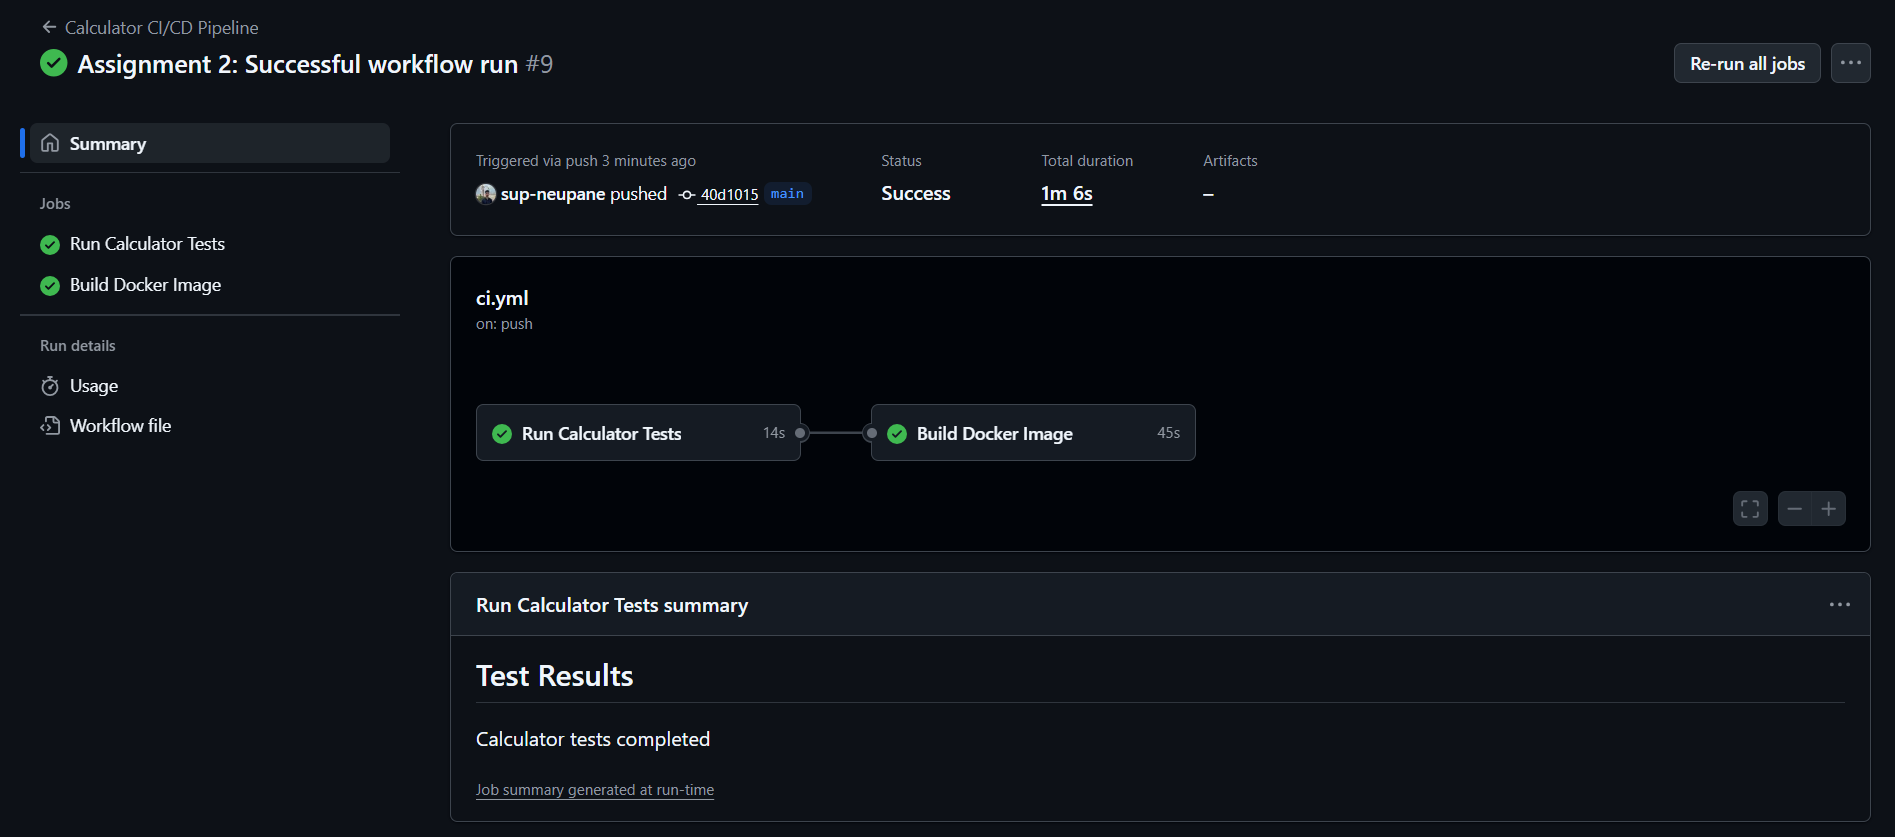 Calculator CI/CD Pipeline
Assignment 2: Successful workflow run #9
Re-run all jobs
Summary
Jobs
Run Calculator Tests
Build Docker Image
Run details
Usage
Workflow file
Triggered via push 3 minutes ago
sup-neupane pushed 40d1015 main
Status
Success
Total duration
1m 6s
Artifacts
–
ci.yml
on: push
Run Calculator Tests 14s
Build Docker Image 45s
Run Calculator Tests summary
Test Results
Calculator tests completed
Job summary generated at run-time